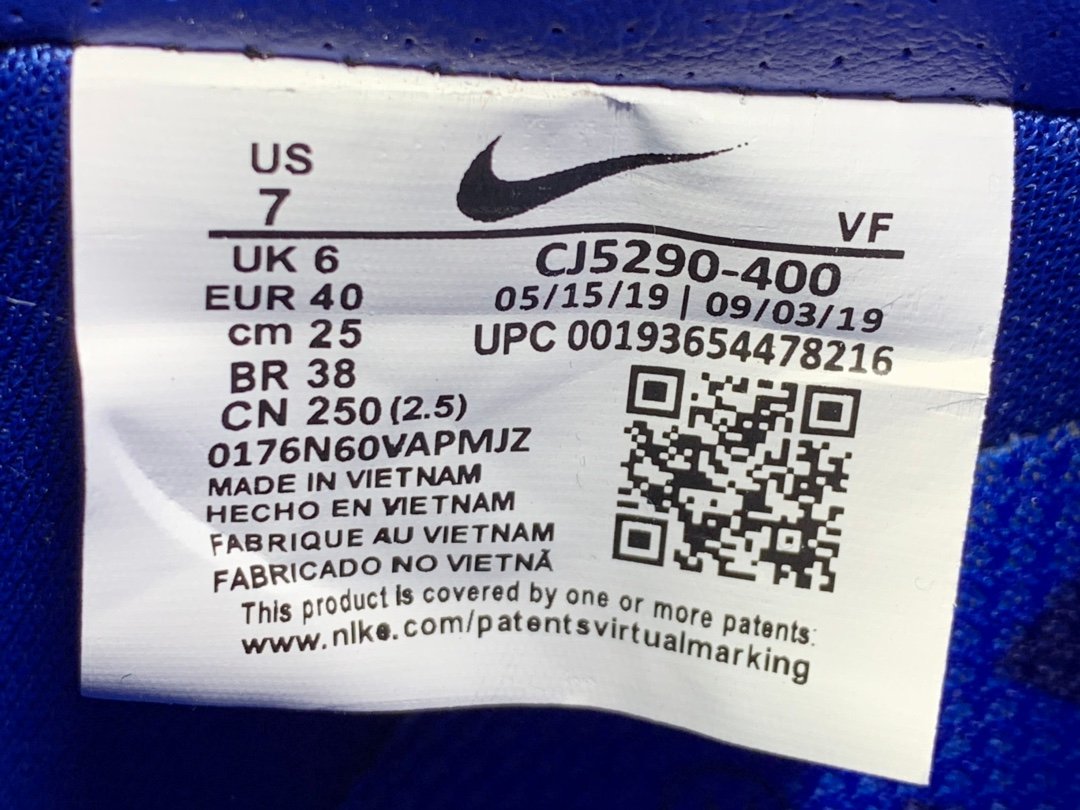 US
7
VF
UK 6
CJ5290-400
EUR 40
05/15/19 | 09/03/19
cm 25
UPC 00193654478216
BR 38
CN 250 (2.5)
0176N60VAPMJZ
MADE IN VIETNAM
HECHO EN VIETNAM
FABRIQUE AU VIETNAM
FABRICADO NO VIETNÃ
This product is covered by one or more patents:
www.nike.com/patentsvirtualmarking